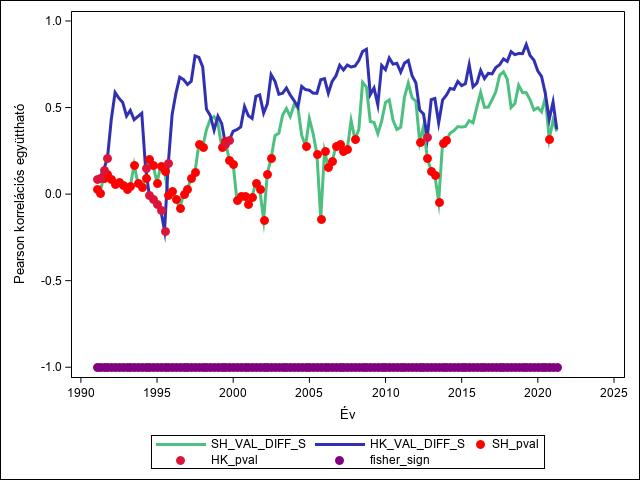 1.0
0.5
0.0
-0.5
-1.0
Pearson korrelációs együttható
1990 1995 2000 2005 2010 2015 2020 2025
Év
SH_VAL_DIFF_S HK_VAL_DIFF_S SH_pval
HK_pval fisher_sign